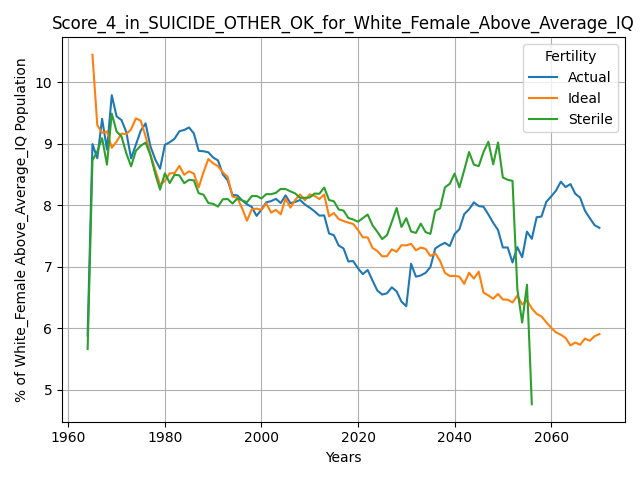 Score_4_in_SUICIDE_OTHER_OK_for_White_Female_Above_Average_IQ
% of White_Female Above_Average_IQ Population
10
9
8
7
6
5
Fertility
Actual
Ideal
Sterile
1960 1980 2000 2020 2040 2060
Years